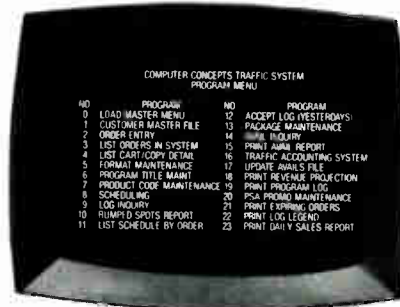 COMPUTER CONCEPTS TRAFFIC SYSTEM
PROGRAM MENU
NO PROGRAM NO PROGRAM
0 LOAD MASTER MENU 12 ACCEPT LOG (YESTERDAYS)
1 CUSTOMER MASTER FILE 13 PACKAGE MAINTENANCE
2 ORDER ENTRY 14 AVAIL INQUIRY
3 LIST ORDERS IN SYSTEM 15 PRINT AVAIL REPORT
4 LIST CART/COPY DETAIL 16 TRAFFIC ACCOUNTING SYSTEM
5 FORMAT MAINTENANCE 17 UPDATE AVAILS FILE
6 PROGRAM TITLE MAINT 18 PRINT REVENUE PROJECTION
7 PRODUCT CODE MAINTENANCE 19 PRINT PROGRAM LOG
8 SCHEDULING 20 PSA PROMO MAINTENANCE
9 LOG INQUIRY 21 PRINT EXPIRING ORDERS
10 BUMPED SPOTS REPORT 22 PRINT LOG LEGEND
11 LIST SCHEDULE BY ORDER 23 PRINT DAILY SALES REPORT